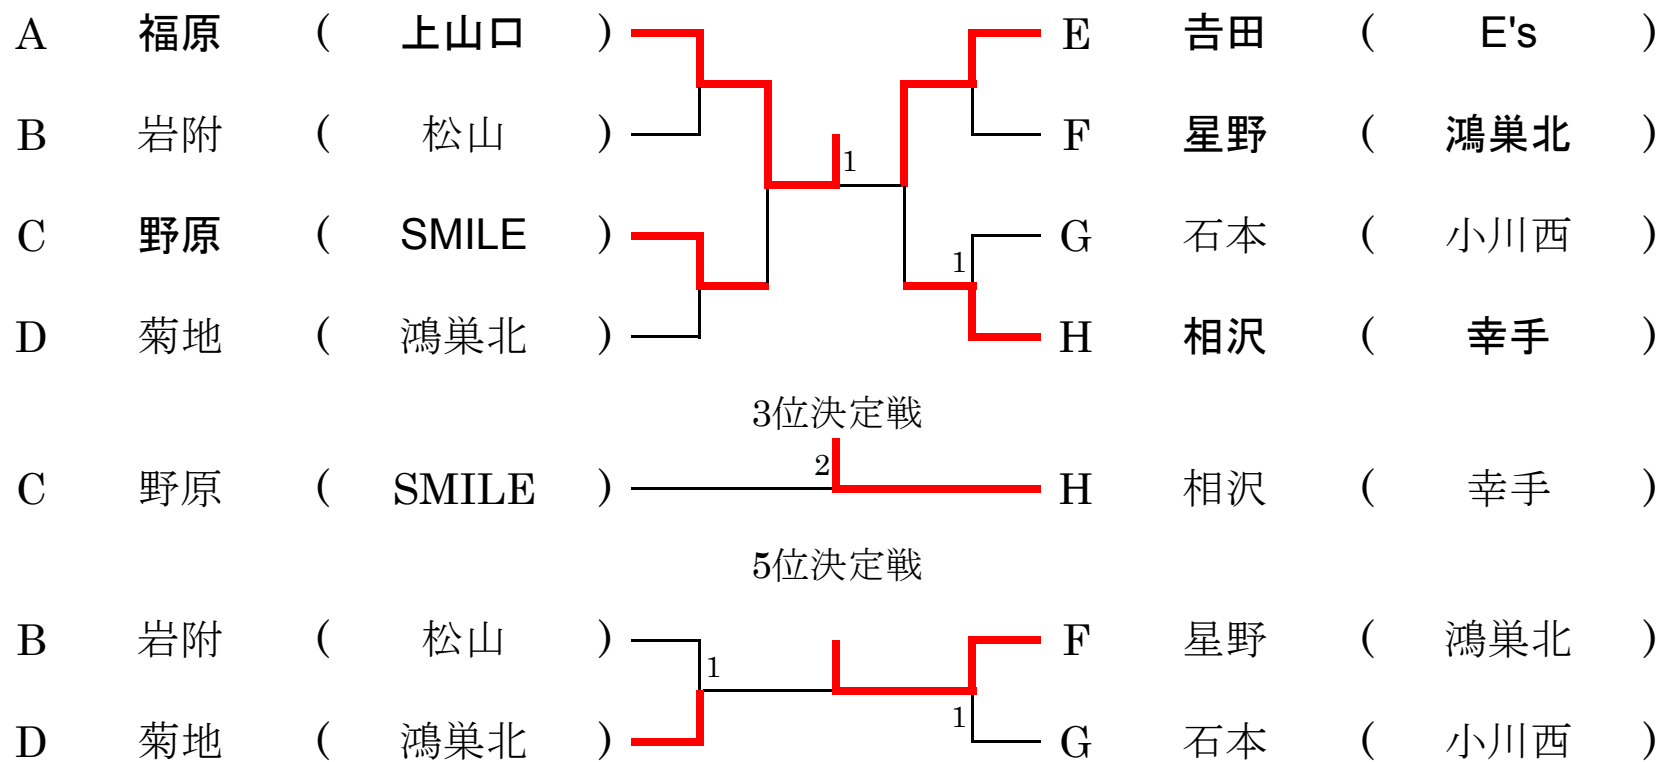 A 福原 ( 上山口 ) E 吉田 ( E's )
B 岩附 ( 松山 ) 1 F 星野 ( 鴻巣北 )
C 野原 ( SMILE ) 1 G 石本 ( 小川西 )
D 菊地 ( 鴻巣北 ) H 相沢 ( 幸手 )
3位決定戦
C 野原 ( SMILE ) 2 H 相沢 ( 幸手 )
5位決定戦
B 岩附 ( 松山 ) 1 F 星野 ( 鴻巣北 )
D 菊地 ( 鴻巣北 ) 1 G 石本 ( 小川西 )